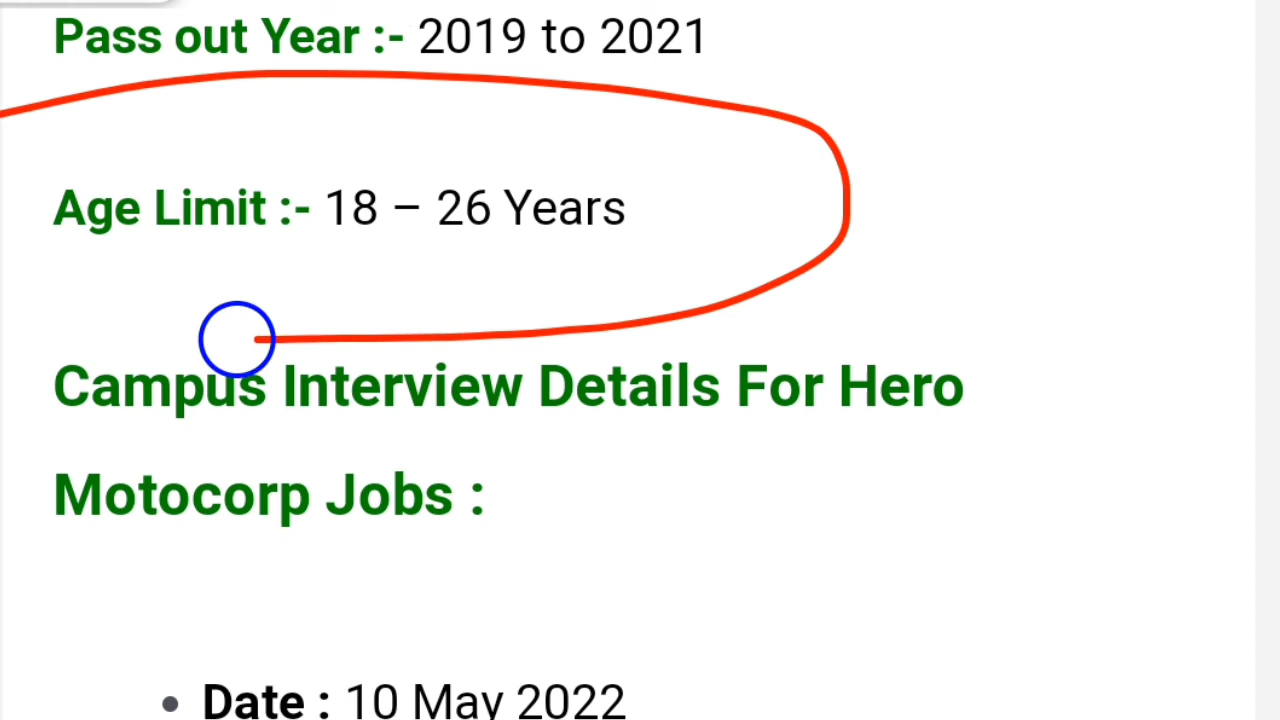 Pass out Year :- 2019 to 2021
Age Limit :- 18 – 26 Years
Campus Interview Details For Hero
Motocorp Jobs :
• Date : 10 May 2022